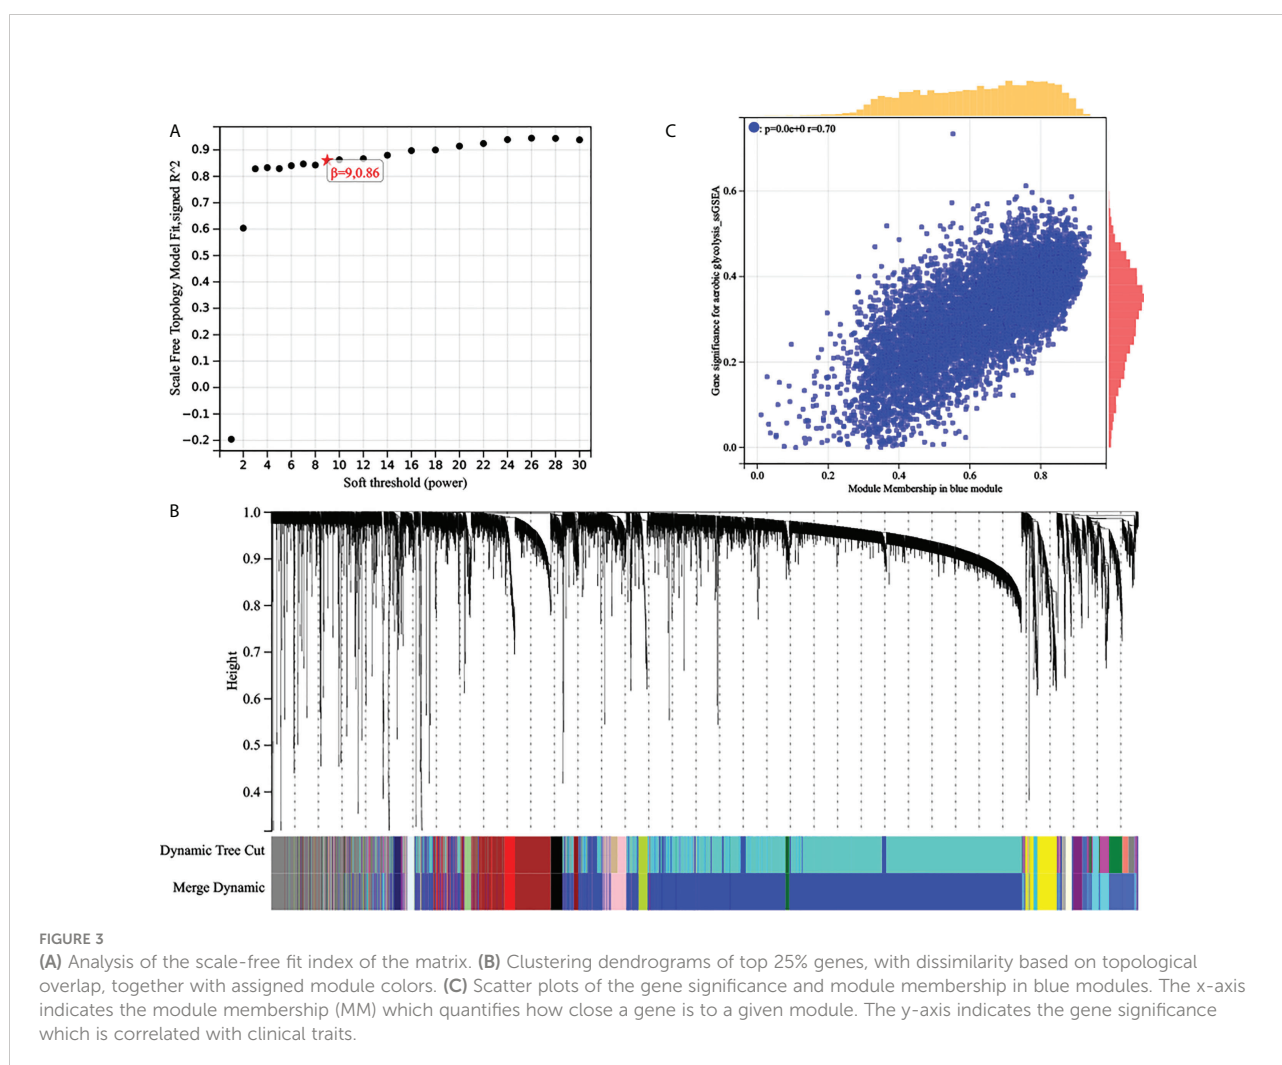 A
Scale Free Topology Model Fit,signed R^2
0.9
0.8
0.7
0.6
0.5
0.4
0.3
0.2
0.1
0.0
−0.1
−0.2
β=9,0.86
2 4 6 8 10 12 14 16 18 20 22 24 26 28 30
Soft threshold (power)
C
: p=0.0e+0 r=0.70
Gene significance for aerobic glycolysis_ssGSEA
0.6
0.4
0.2
0.0
0.0 0.2 0.4 0.6 0.8
Module Membership in blue module
B
Height
1.0
0.9
0.8
0.7
0.6
0.5
0.4
Dynamic Tree Cut
Merge Dynamic
FIGURE 3
(A) Analysis of the scale-free fit index of the matrix. (B) Clustering dendrograms of top 25% genes, with dissimilarity based on topological
overlap, together with assigned module colors. (C) Scatter plots of the gene significance and module membership in blue modules. The x-axis
indicates the module membership (MM) which quantifies how close a gene is to a given module. The y-axis indicates the gene significance
which is correlated with clinical traits.